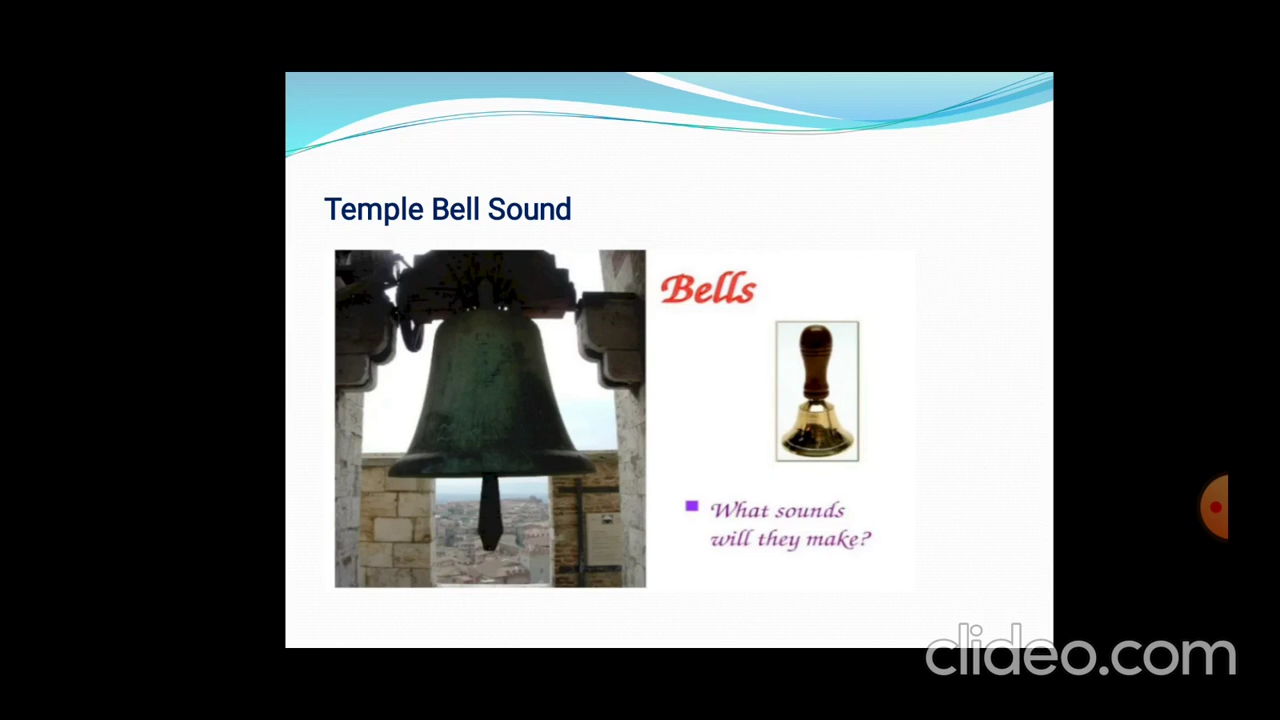 Temple Bell Sound
Bells
What sounds
will they make?
clideo.com